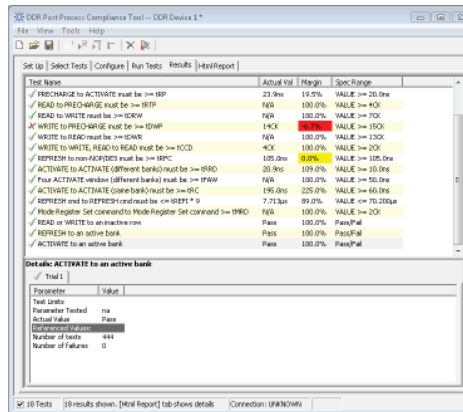 DDR Port Process Compliance Tool -- DDR Device 1 *
File View Tools Help
Set Up Select Tests Configure Run Tests Results Html Report
Test Name Actual Val Margin Spec Range
PRECHARGE to ACTIVATE must be >= tRP 23.9ns 19.5% VALUE >= 20.0ns
READ to PRECHARGE must be >= tRTP N/A 100.0% VALUE >= 4CK
READ to WRITE must be >= tDRW N/A 100.0% VALUE >= 7CK
WRITE to PRECHARGE must be >= tDWP 14CK -6.7% VALUE >= 15CK
WRITE to READ must be >= tDWR N/A 100.0% VALUE >= 13CK
WRITE to WRITE, READ to READ must be >= tCCD 4CK 100.0% VALUE >= 2CK
REFRESH to non-NOP/DES must be >= tRFC 105.0ns 0.0% VALUE >= 105.0ns
ACTIVATE to ACTIVATE (different banks) must be >= tRRD 20.9ns 109.0% VALUE >= 10.0ns
Four ACTIVATE window (different banks) must be >= tFAW N/A 100.0% VALUE >= 50.0ns
ACTIVATE to ACTIVATE (same bank) must be >= tRC 195.0ns 225.0% VALUE >= 60.0ns
REFRESH cmd to REFRESH cmd must be <= tREFI * 9 7.713µs 89.0% VALUE <= 70.200µs
Mode Register Set command to Mode Register Set command >= tMRD N/A 100.0% VALUE >= 2CK
READ or WRITE to an inactive row Pass 100.0% Pass/Fail
REFRESH to an active bank Pass 100.0% Pass/Fail
ACTIVATE to an active bank Pass 100.0% Pass/Fail
Details: ACTIVATE to an active bank
Trial 1
Parameter Value
Test Limits
Parameter Tested na
Actual Value Pass
Referenced Values:
Number of tests 444
Number of failures 0
18 Tests 18 results shown. [Html Report] tab shows details Connection: UNKNOWN